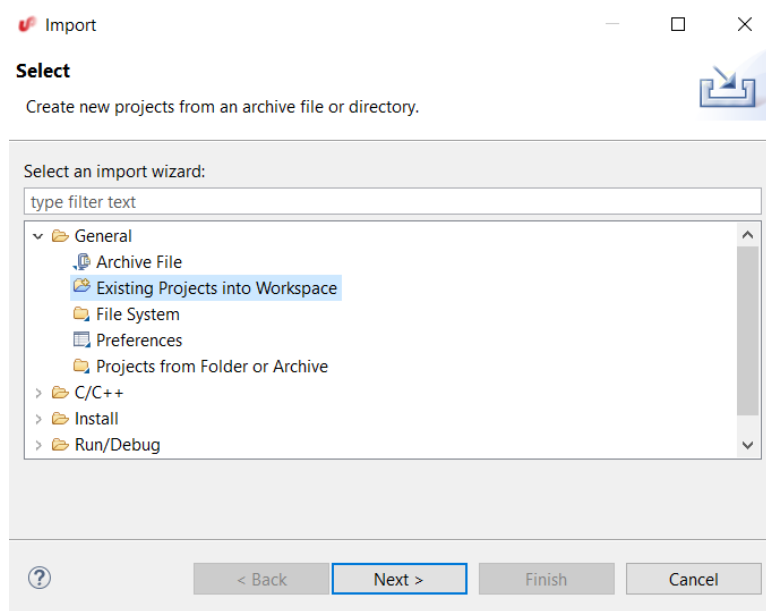 Import
Select
Create new projects from an archive file or directory.
Select an import wizard:
type filter text
General
Archive File
Existing Projects into Workspace
File System
Preferences
Projects from Folder or Archive
C/C++
Install
Run/Debug
? < Back Next > Finish Cancel